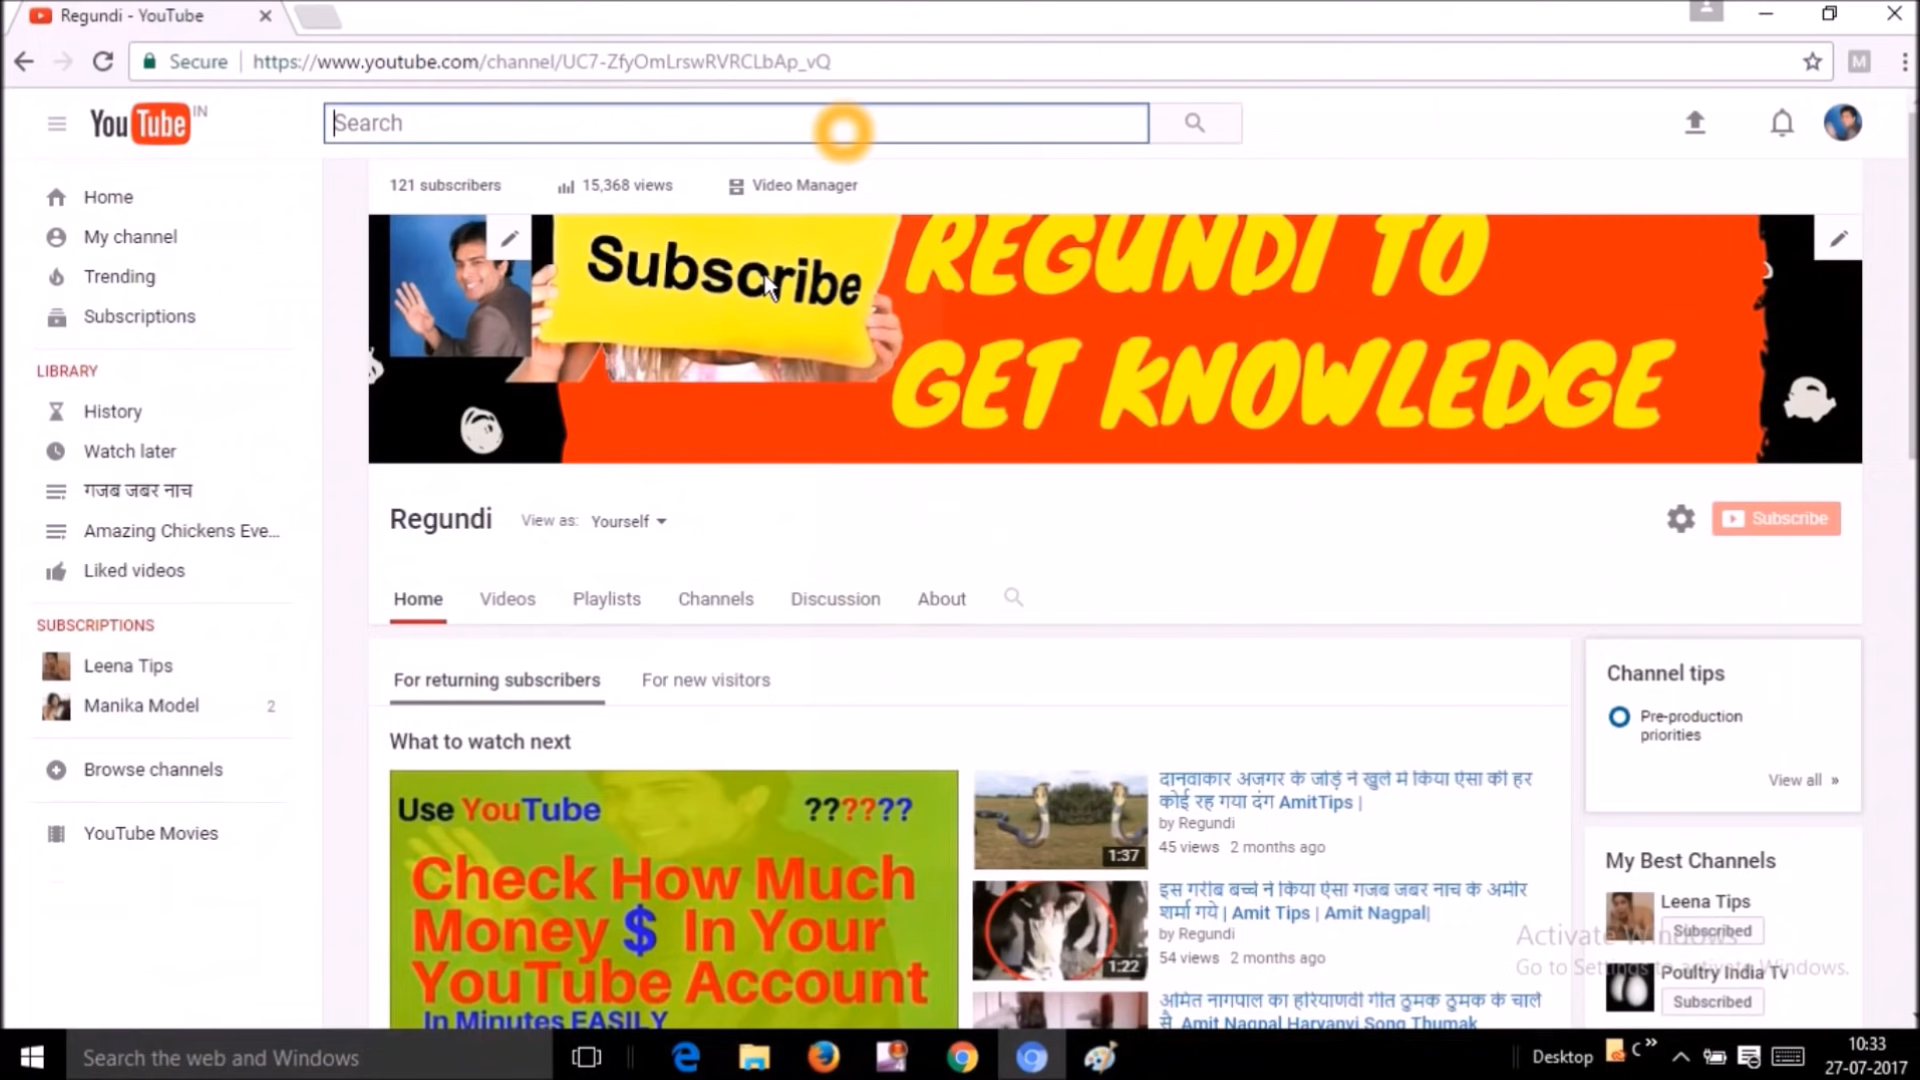 Regundi - YouTube
Secure
https://www.youtube.com/channel/UC7-ZfyOmLrswRVRCLbAp_vQ
M
YouTube IN
Search
121 subscribers
15,368 views
Video Manager
Home
My channel
Trending
Subscriptions
LIBRARY
History
Watch later
गजब जबर नाच
Amazing Chickens Eve...
Liked videos
SUBSCRIPTIONS
Leena Tips
Manika Model 2
Browse channels
YouTube Movies
Subscribe
REGUNDI TO
GET KNOWLEDGE
Regundi
View as: Yourself
Subscribe
Home Videos Playlists Channels Discussion About
For returning subscribers For new visitors
What to watch next
Use YouTube ??????
Check How Much
Money $ In Your
YouTube Account
In Minutes EASILY
दानवाकार अजगर के जोड़े ने खुले में किया ऐसा की हर
कोई रह गया दंग AmitTips |
by Regundi
45 views 2 months ago
1:37
इस गरीब बच्चे ने किया ऐसा गजब जबर नाच के अमीर
शर्मा गये | Amit Tips | Amit Nagpal|
by Regundi
54 views 2 months ago
1:22
अमित नागपाल का हरियाणवी गीत ठुमक ठुमक के चाले
से Amit Nagpal Haryanvi Song Thumak
Channel tips
Pre-production
priorities
View all »
My Best Channels
Leena Tips
Subscribed
Poultry India Tv
Subscribed
Activate Windows
Go to Settings to activate Windows.
Search the web and Windows
Desktop
10:33
27-07-2017